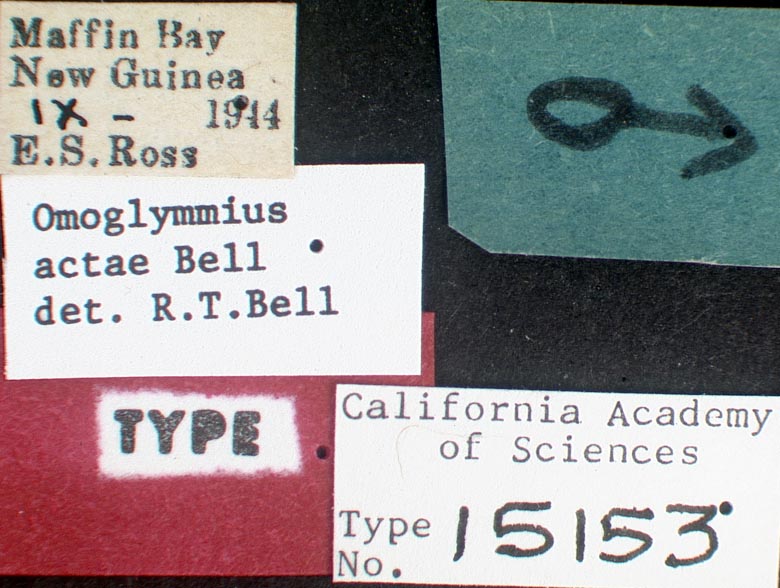 Maffin Bay
New Guinea
IX - 1944
E.S. Ross
♂
Omoglymmius
actae Bell
det. R.T.Bell
TYPE
California Academy
of Sciences
Type
No. 15153